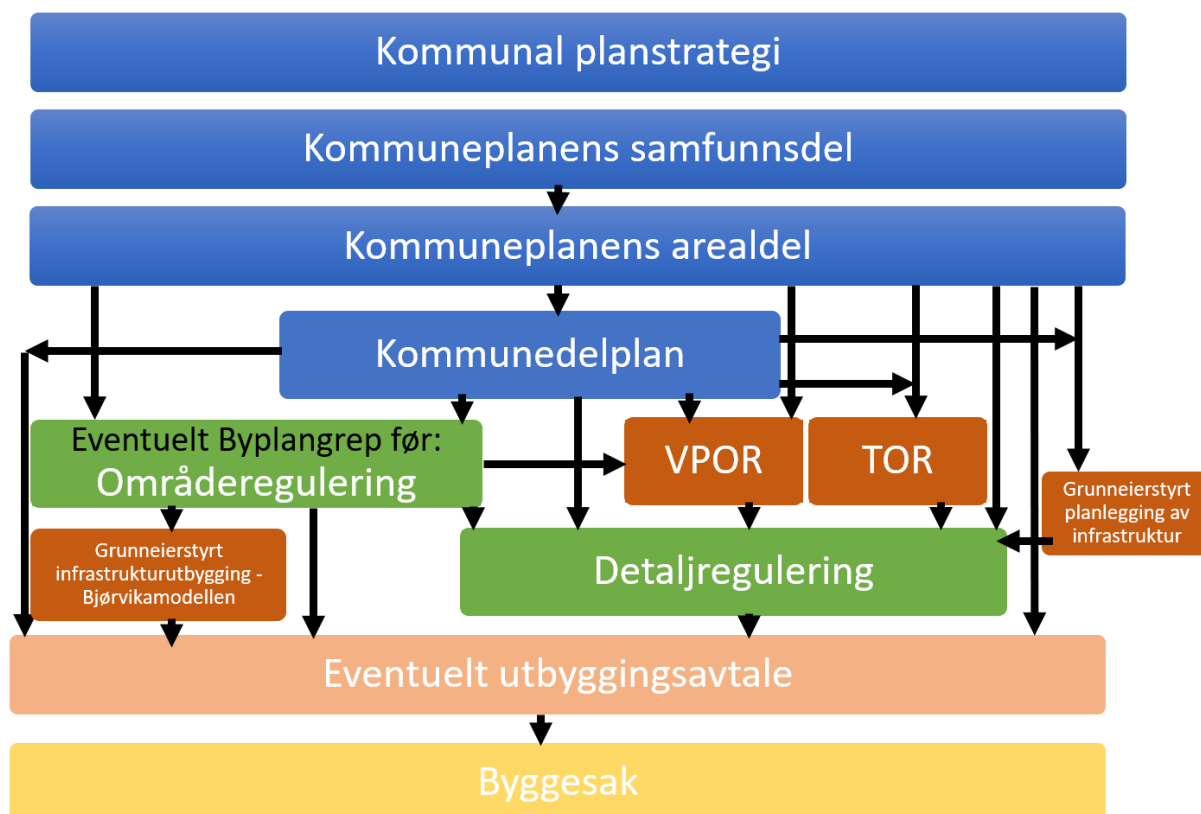 Kommunal planstrategi
Kommuneplanens samfunnsdel
Kommuneplanens arealdel
Kommunedelplan
Eventuelt Byplangrep før:
Områderegulering
VPOR
TOR
Grunneierstyrt
planlegging av
infrastruktur
Grunneierstyrt
infrastrukturutbygging -
Bjørvikamodellen
Detaljregulering
Eventuelt utbyggingsavtale
Byggesak